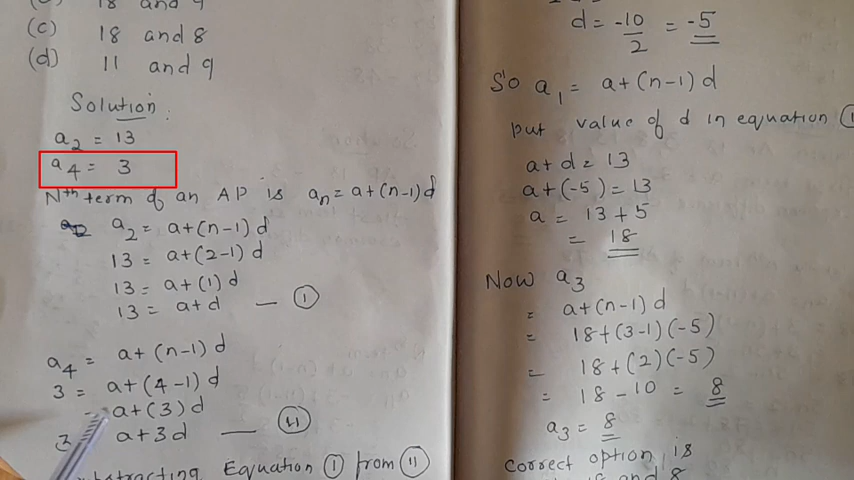 18 and 9
(c) 18 and 8
(d) 11 and 9
Solution:
a₂ = 13
a₄ = 3
Nth term of an AP is aₙ = a+(n-1)d
a₂ = a+(n-1)d
13 = a+(2-1)d
13 = a+(1)d
13 = a+d — (I)
a₄ = a+(n-1)d
3 = a+(4-1)d
a+(3)d
3 a+3d — (II)
Equation (I) from (II)
d = -10/2 = -5
So a₁ = a+(n-1)d
put value of d in equation (I
a+d = 13
a+(-5) = 13
a = 13+5
= 18
Now a₃
= a+(n-1)d
= 18+(3-1)(-5)
= 18+(2)(-5)
= 18-10 = 8
a₃ = 8
correct option is
18 and 8